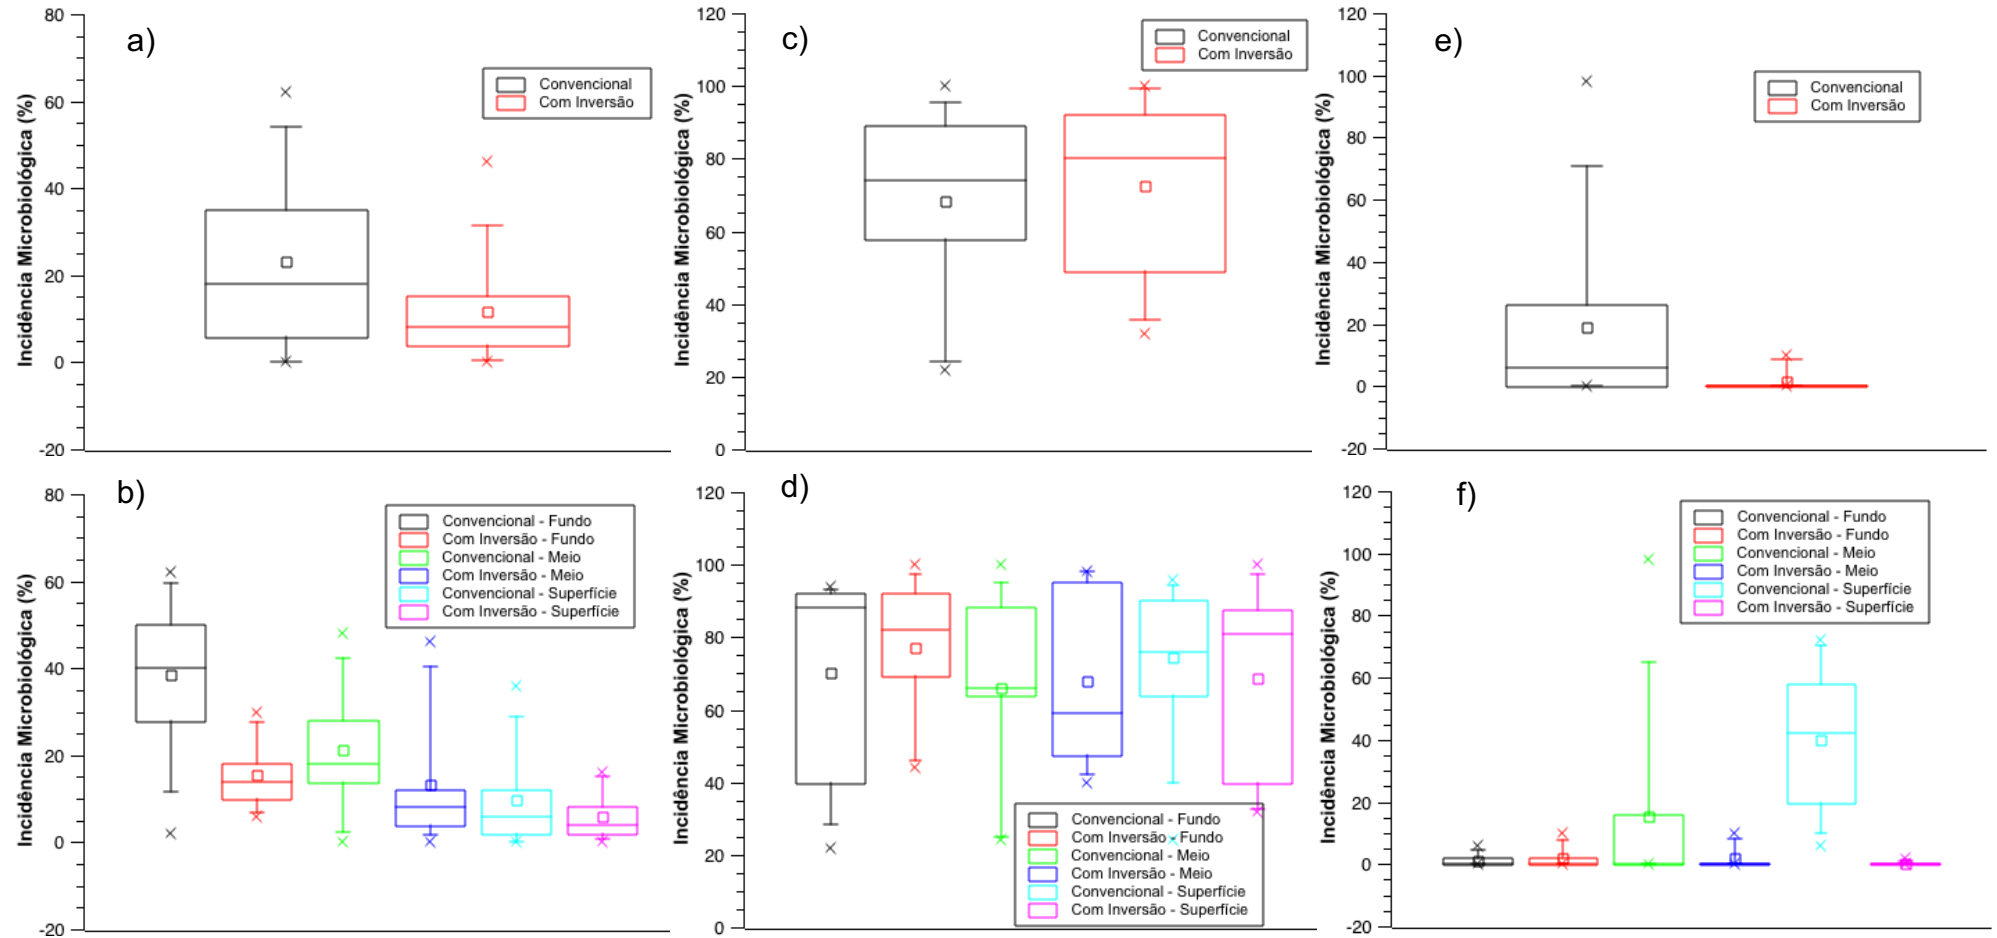 a)
Incidência Microbiológica (%)
80
60
40
20
0
-20
Convencional
Com Inversão
c)
Incidência Microbiológica (%)
120
100
80
60
40
20
0
Convencional
Com Inversão
e)
Incidência Microbiológica (%)
120
100
80
60
40
20
0
-20
Convencional
Com Inversão
b)
Incidência Microbiológica (%)
80
60
40
20
0
-20
Convencional - Fundo
Com Inversão - Fundo
Convencional - Meio
Com Inversão - Meio
Convencional - Superfície
Com Inversão - Superfície
d)
Incidência Microbiológica (%)
120
100
80
60
40
20
0
Convencional - Fundo
Com Inversão - Fundo
Convencional - Meio
Com Inversão - Meio
Convencional - Superfície
Com Inversão - Superfície
f)
Incidência Microbiológica (%)
120
100
80
60
40
20
0
-20
Convencional - Fundo
Com Inversão - Fundo
Convencional - Meio
Com Inversão - Meio
Convencional - Superfície
Com Inversão - Superfície